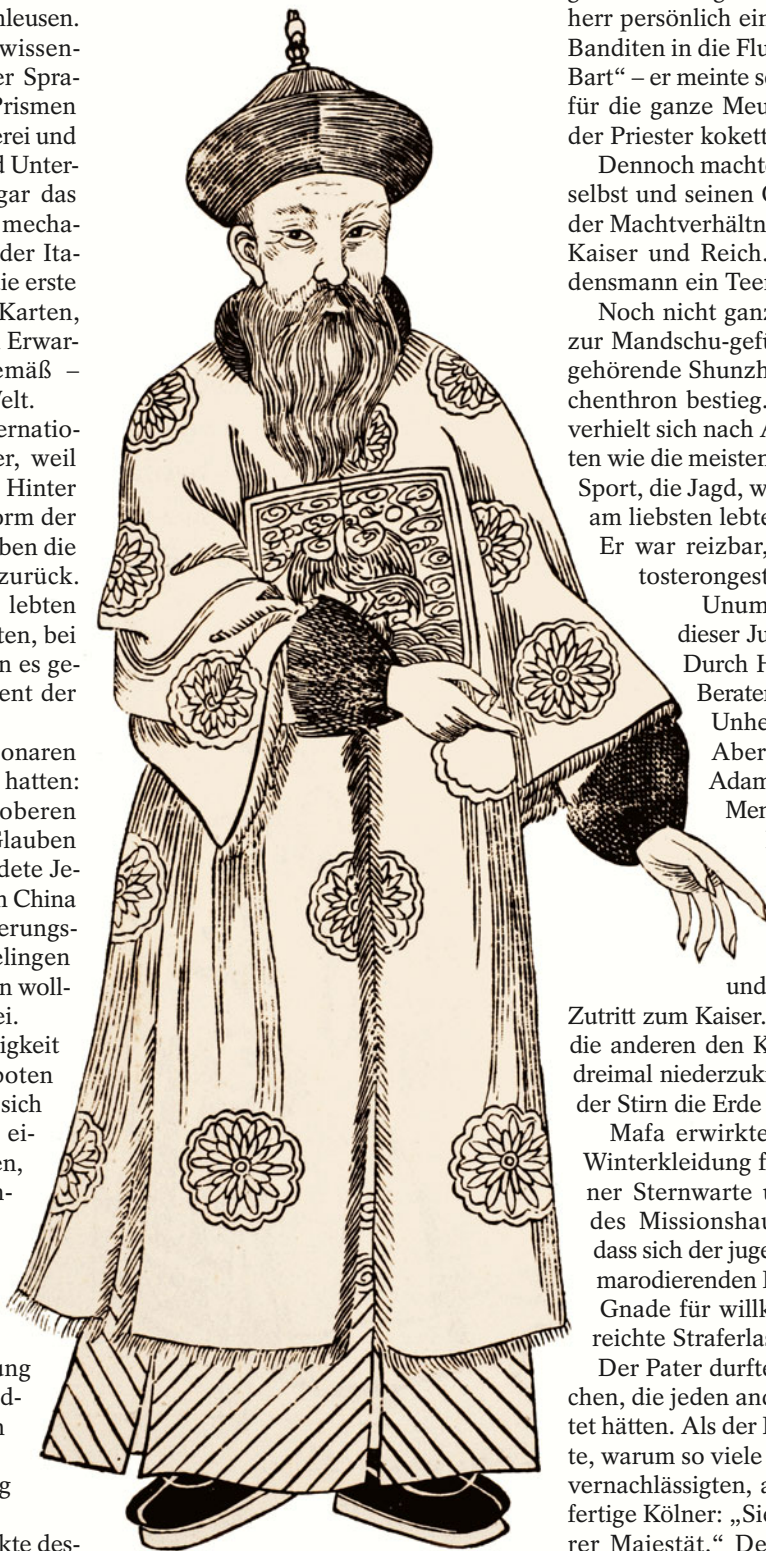 hleusen.
wissen-
er Spra-
Prismen
erei und
d Unter-
gar das
mecha-
der Ita-
ie erste
Karten,
Erwar-
emäß –
Welt.
ernatio-
er, weil
Hinter
orm der
ben die
zurück.
lebten
ten, bei
n es ge-
ent der
onaren
hatten:
oberen
Glauben
dete Je-
n China
erungs-
elingen
n woll-
ei.
igkeit
boten
sich
ei-
en,
n-
ung
d-
n
g
kte des-
herr persönlich ein
Banditen in die Flu
Bart“ – er meinte se
für die ganze Meu
der Priester kokett
Dennoch machte
selbst und seinen G
der Machtverhältn
Kaiser und Reich.
densmann ein Teen
Noch nicht ganz
zur Mandschu-gefü
gehörende Shunzh
chenthron bestieg.
verhielt sich nach A
ten wie die meisten
Sport, die Jagd, w
am liebsten lebte
Er war reizbar,
tosterongest
Unum
dieser Ju
Durch H
Berater
Unhe
Aber
Adam
Men
und
Zutritt zum Kaiser.
die anderen den K
dreimal niederzuk
der Stirn die Erde
Mafa erwirkte
Winterkleidung f
ner Sternwarte u
des Missionshau
dass sich der juge
marodierenden
Gnade für willk
reichte Straferlas
Der Pater durfte
chen, die jeden and
tet hätten. Als der
te, warum so viele
vernachlässigten, a
fertige Kölner: „Sie
rer Majestät.“ De